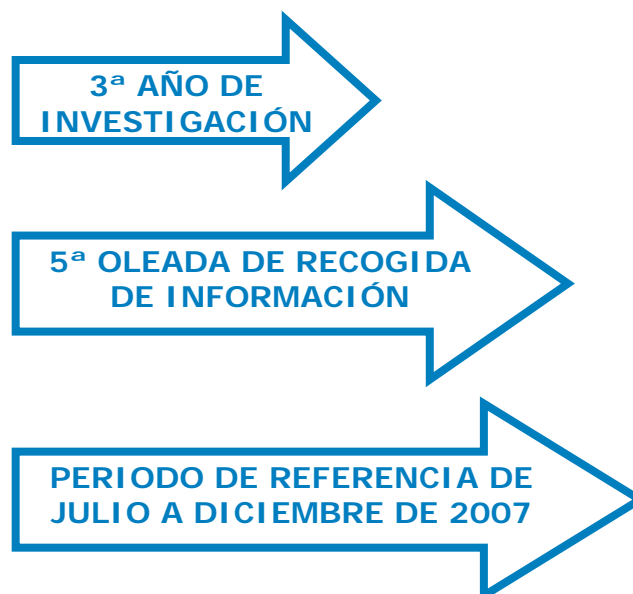 3ª AÑO DE
INVESTIGACIÓN
5ª OLEADA DE RECOGIDA
DE INFORMACIÓN
PERIODO DE REFERENCIA DE
JULIO A DICIEMBRE DE 2007